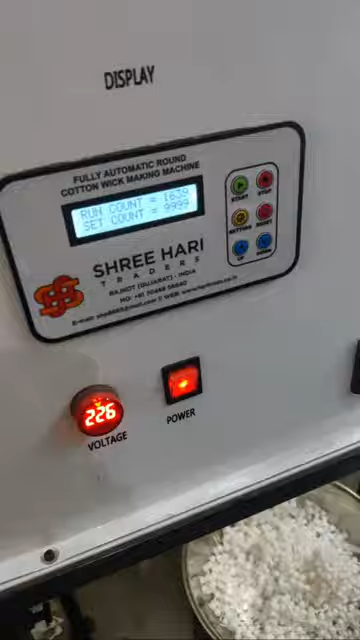 DISPLAY
FULLY AUTOMATIC ROUND
COTTON WICK MAKING MACHINE
RUN COUNT = 1639
SET COUNT = 9999
START
STOP
SETTING
RESET
UP
DOWN
SHREE HARI
TRADERS
RAJKOT (GUJARAT) - INDIA
226
VOLTAGE
POWER